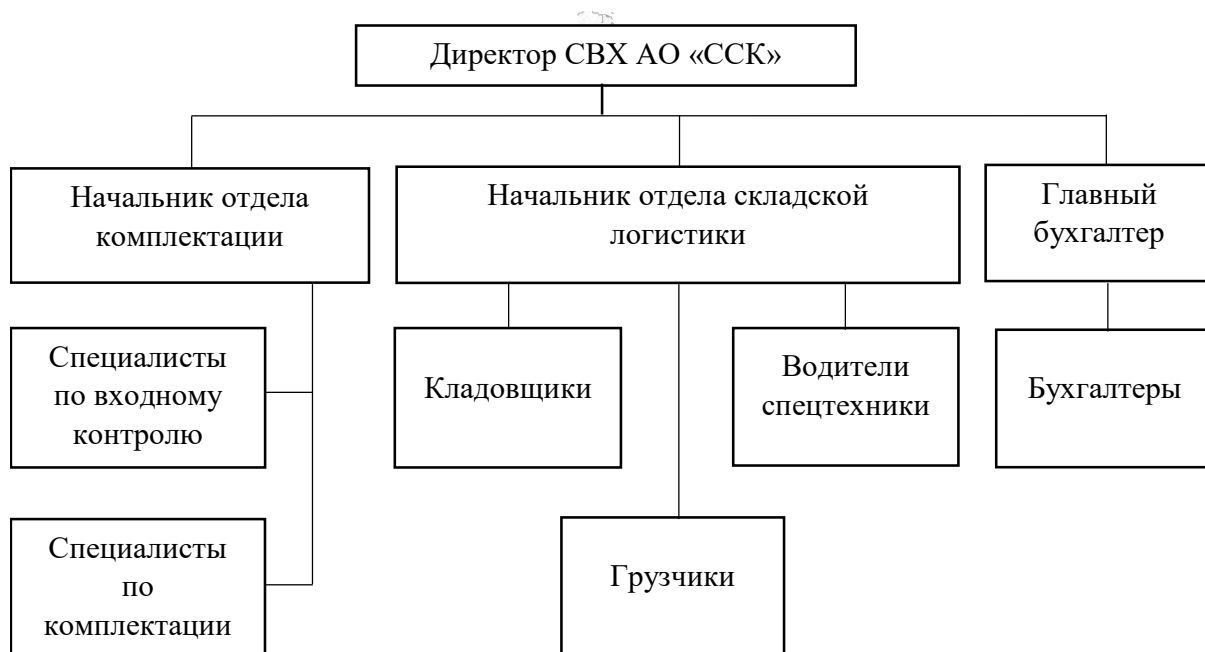 Директор СВХ АО «ССК»
Начальник отдела
комплектации
Начальник отдела складской
логистики
Главный
бухгалтер
Специалисты
по входному
контролю
Кладовщики
Водители
спецтехники
Бухгалтеры
Специалисты
по
комплектации
Грузчики